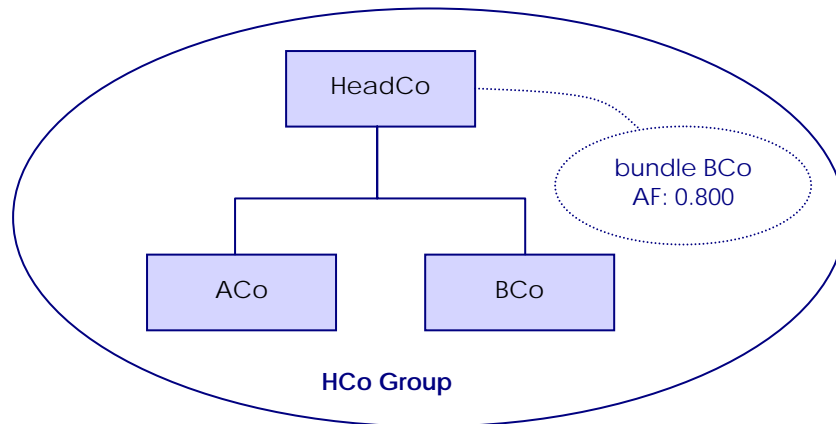 HeadCo
bundle BCo
AF: 0.800
ACo
BCo
HCo Group